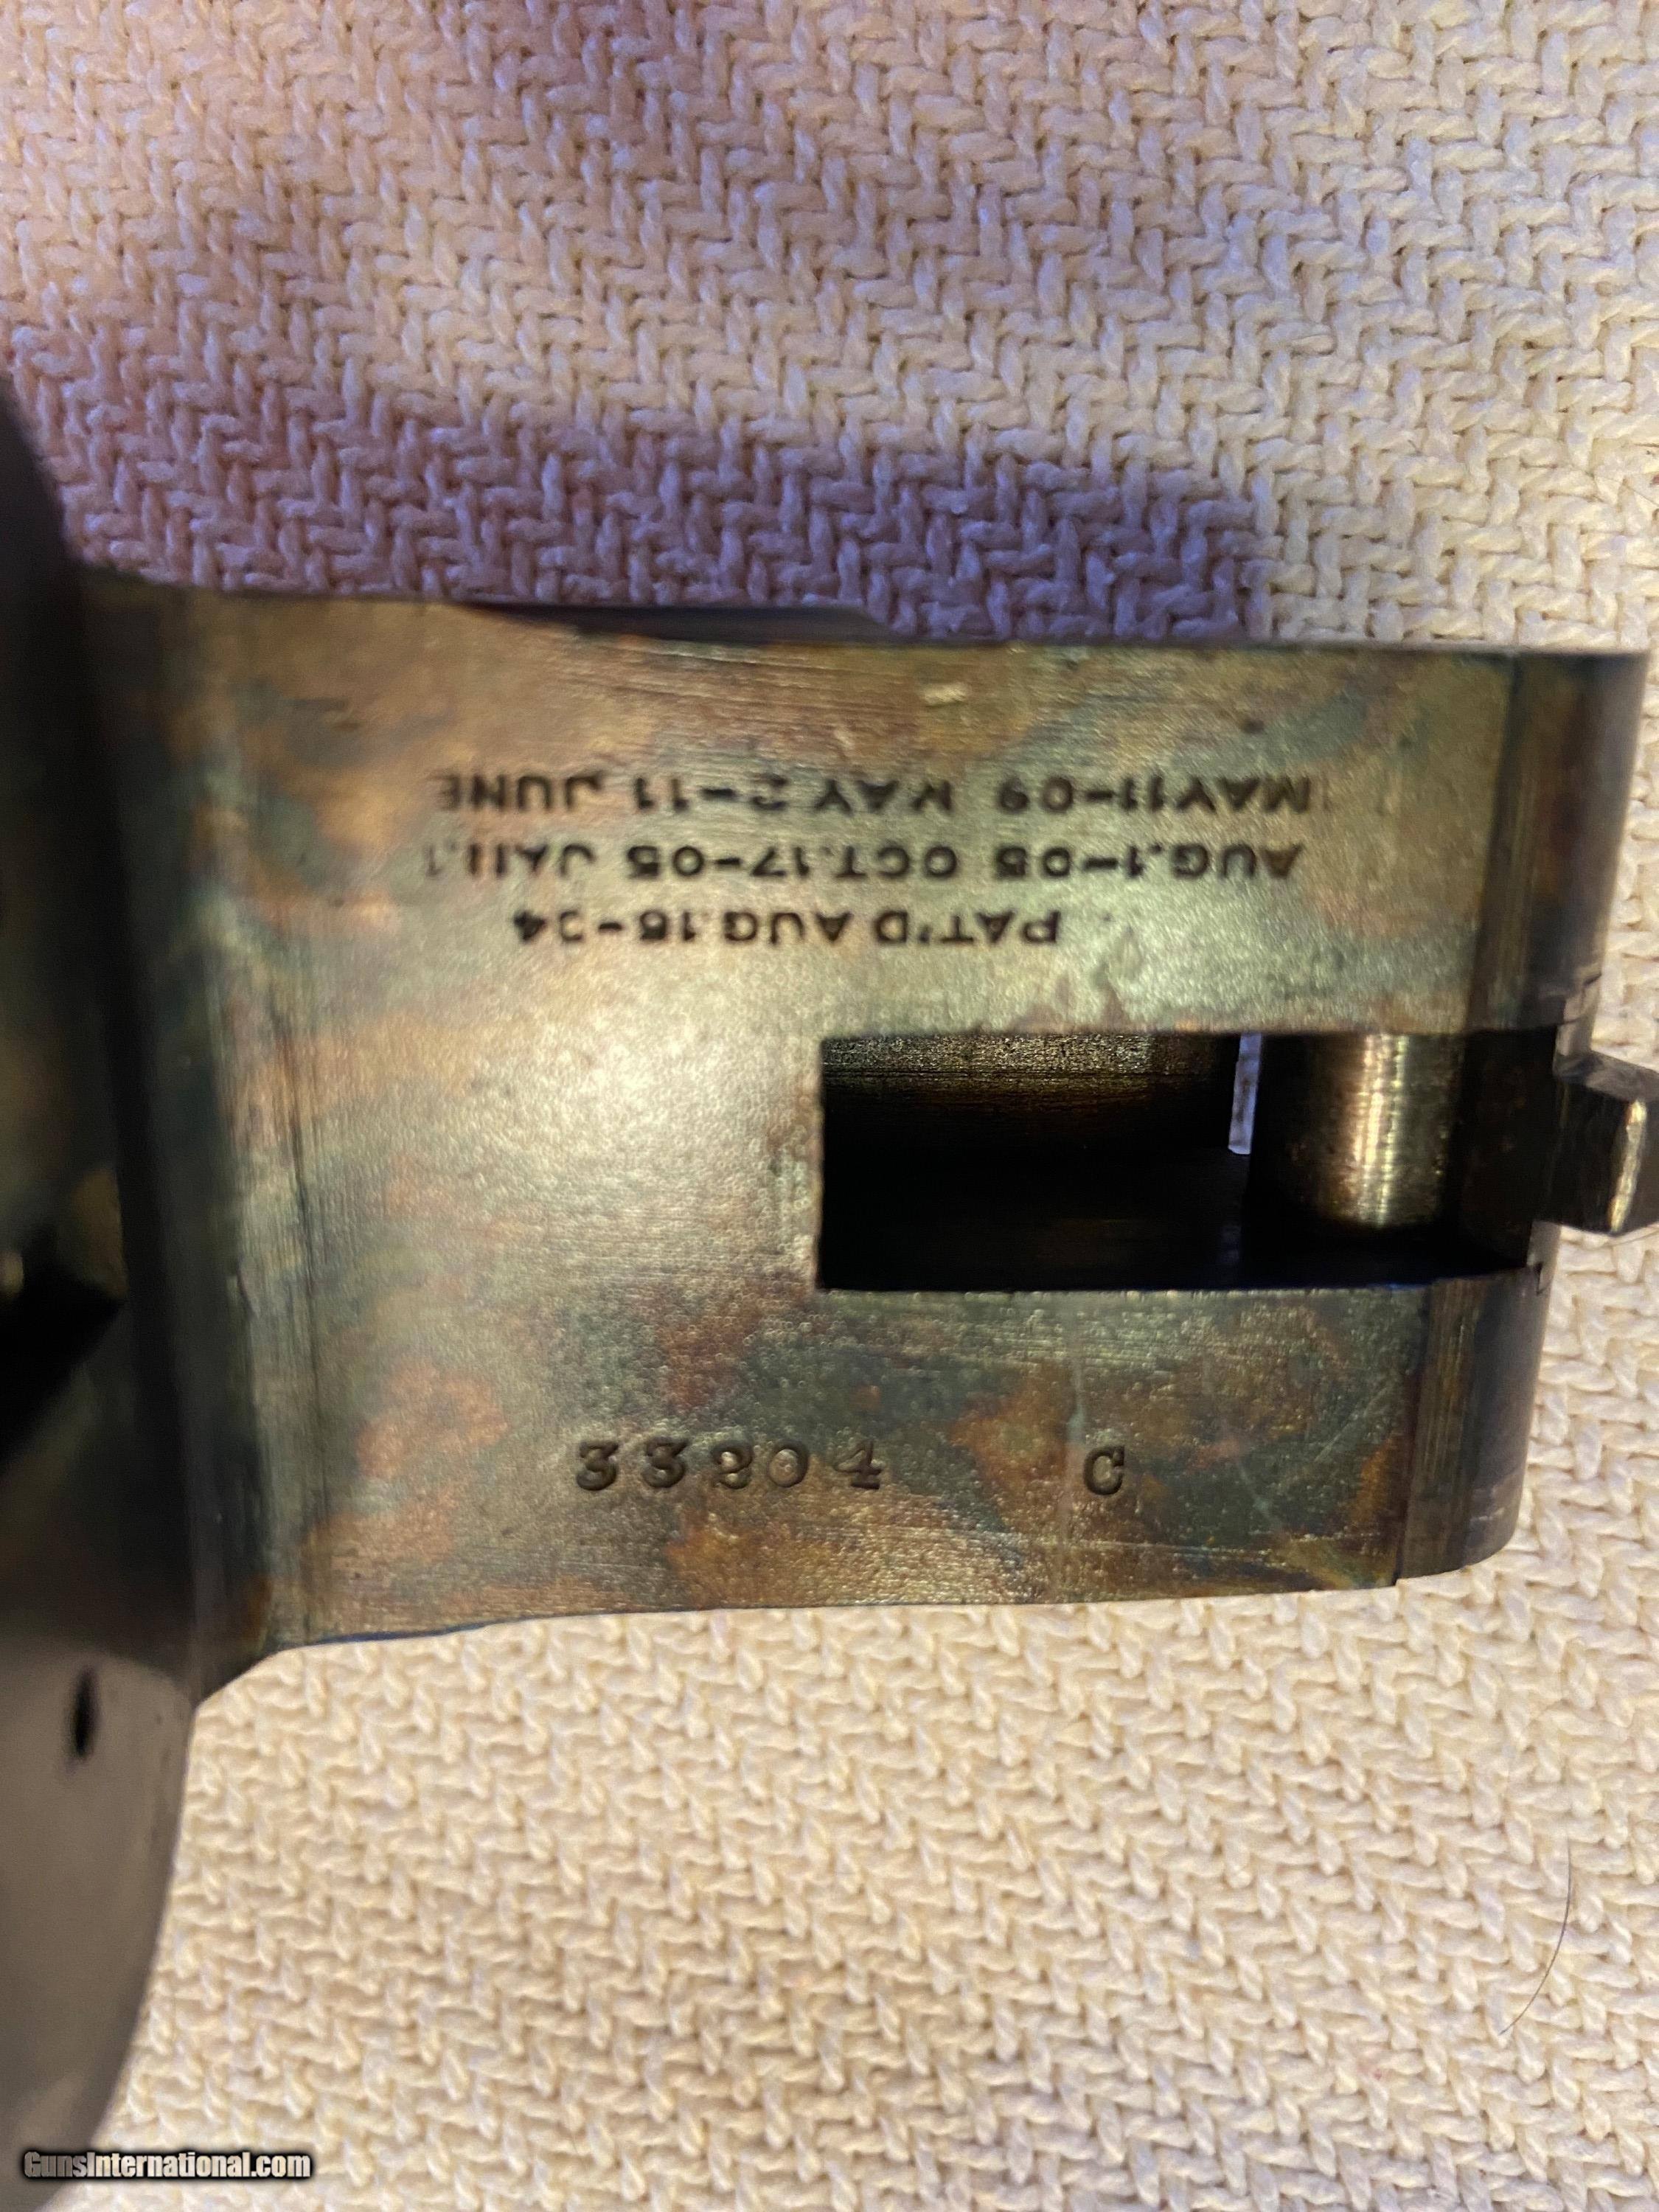 PAT'D AUG.16-04
AUG.1-05 OCT.17-05 JAN.1
MAY11-09 MAY 2-11 JUNE
33204 C
GunsInternational.com